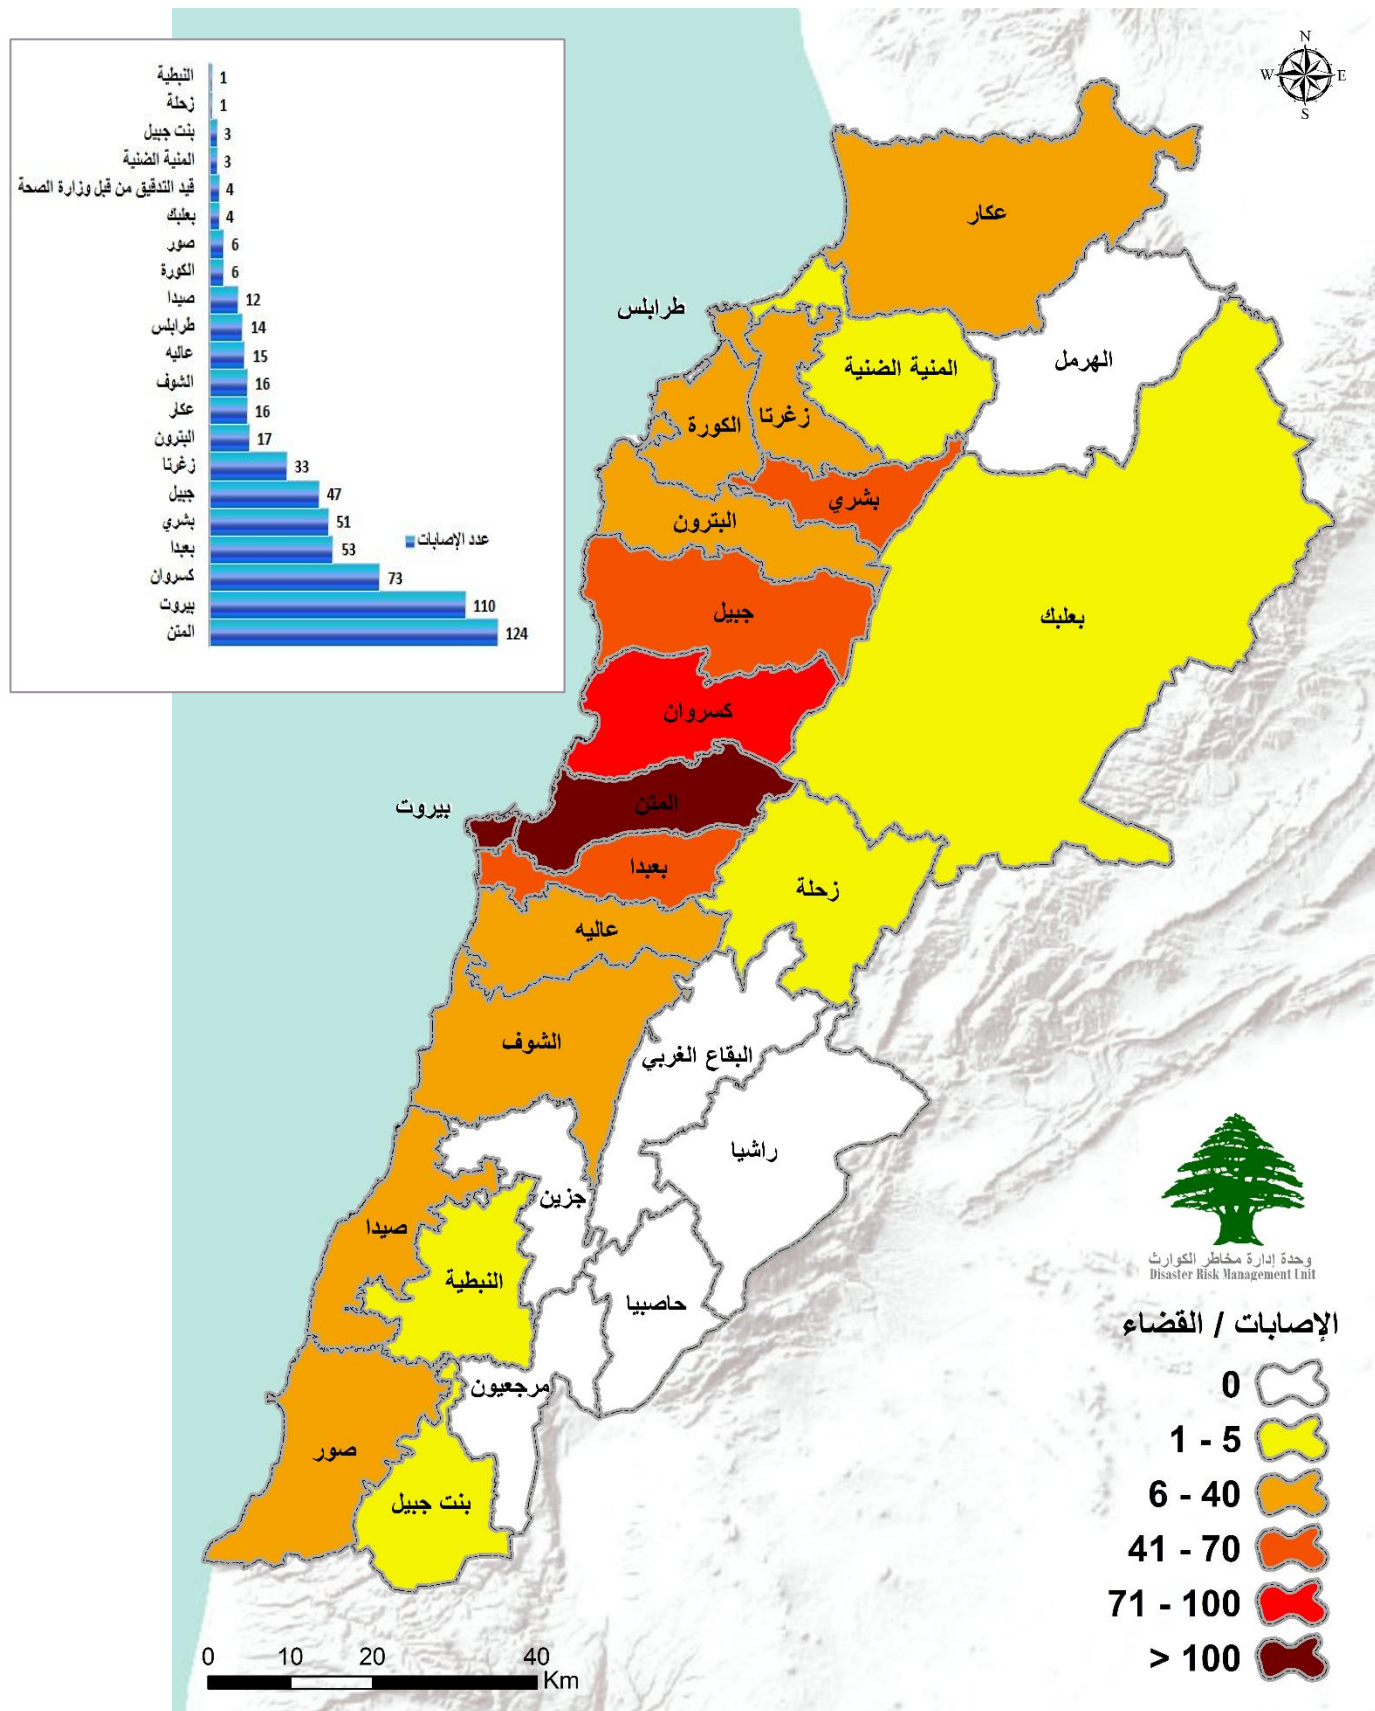 النبطية 1
زحلة 1
بنت جبيل 3
المنية الضنية 3
قيد التدقيق من قبل وزارة الصحة 4
بعلبك 4
صور 6
الكورة 6
صيدا 12
طرابلس 14
عاليه 15
الشوف 16
عكار 16
البترون 17
زغرتا 33
جبيل 47
بشري 51
بعبدا 53
كسروان 73
بيروت 110
المتن 124
عدد الإصابات
N
W E
S
عكار
طرابلس
الهرمل
المنية الضنية
زغرتا
الكورة
بشري
البترون
جبيل
بعلبك
كسروان
المتن
بيروت
بعبدا
زحلة
عاليه
الشوف
البقاع الغربي
راشيا
جزين
صيدا
النبطية
حاصبيا
مرجعيون
صور
بنت جبيل
وحدة إدارة مخاطر الكوارث
Disaster Risk Management Unit
الإصابات / القضاء
0
1 - 5
6 - 40
41 - 70
71 - 100
> 100
0 10 20 40
Km